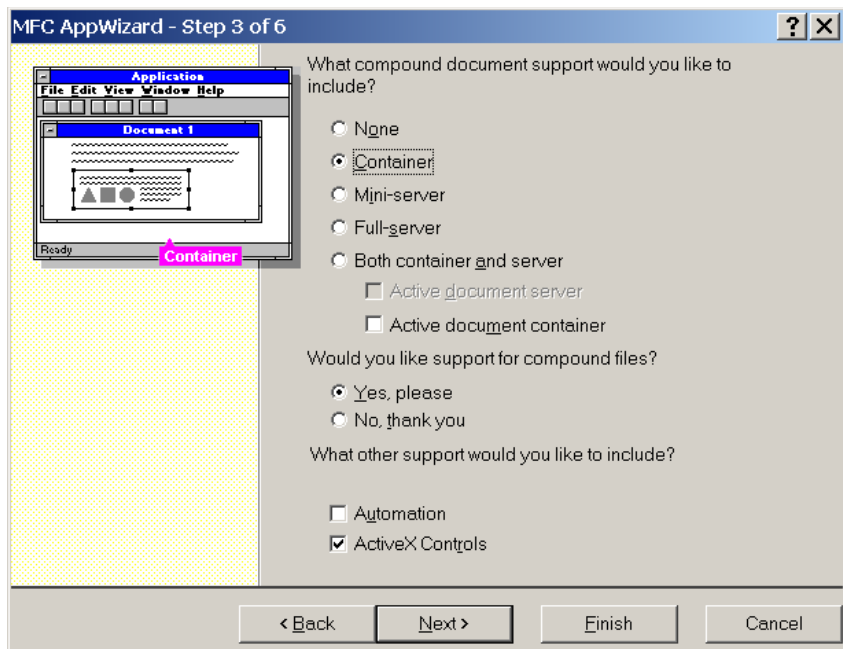 MFC AppWizard - Step 3 of 6
Application
File Edit View Window Help
Document 1
Ready
Container
What compound document support would you like to
include?
None
Container
Mini-server
Full-server
Both container and server
Active document server
Active document container
Would you like support for compound files?
Yes, please
No, thank you
What other support would you like to include?
Automation
ActiveX Controls
< Back
Next >
Finish
Cancel